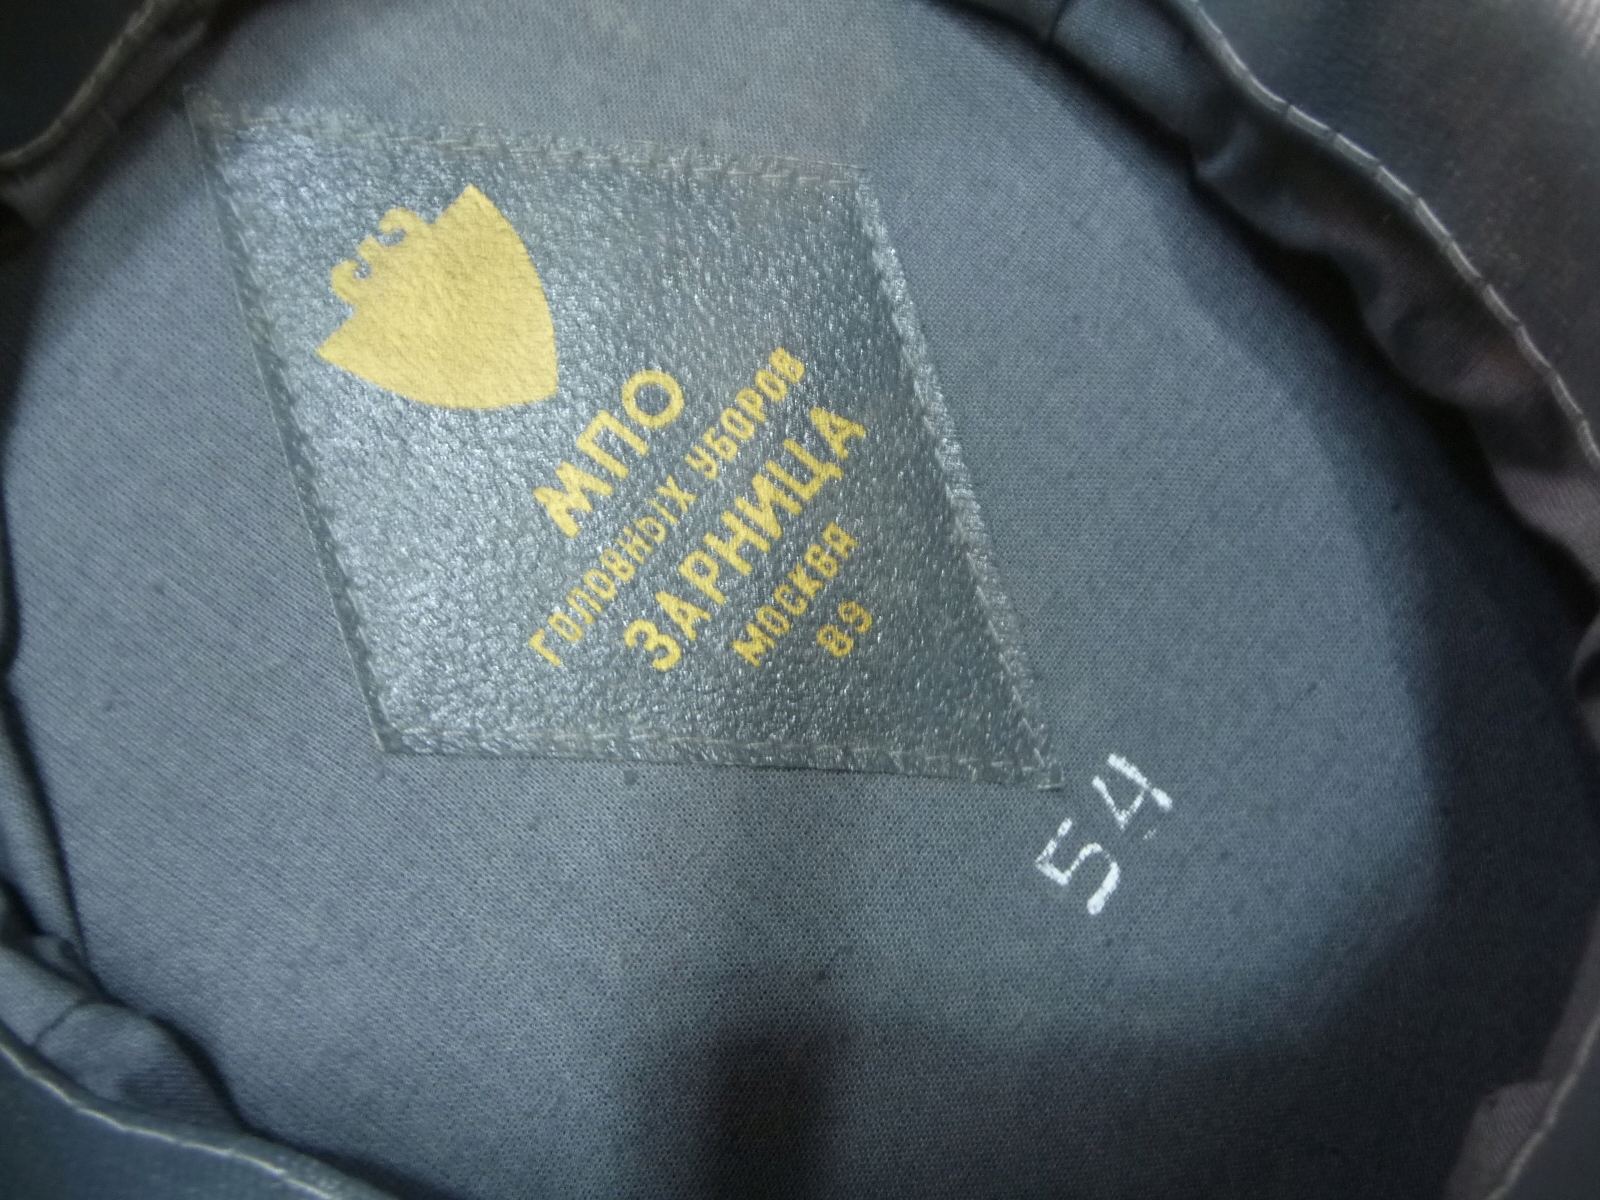 МПО
ГОЛОВНЫХ УБОРОВ
ЗАРНИЦА
МОСКВА
89
54